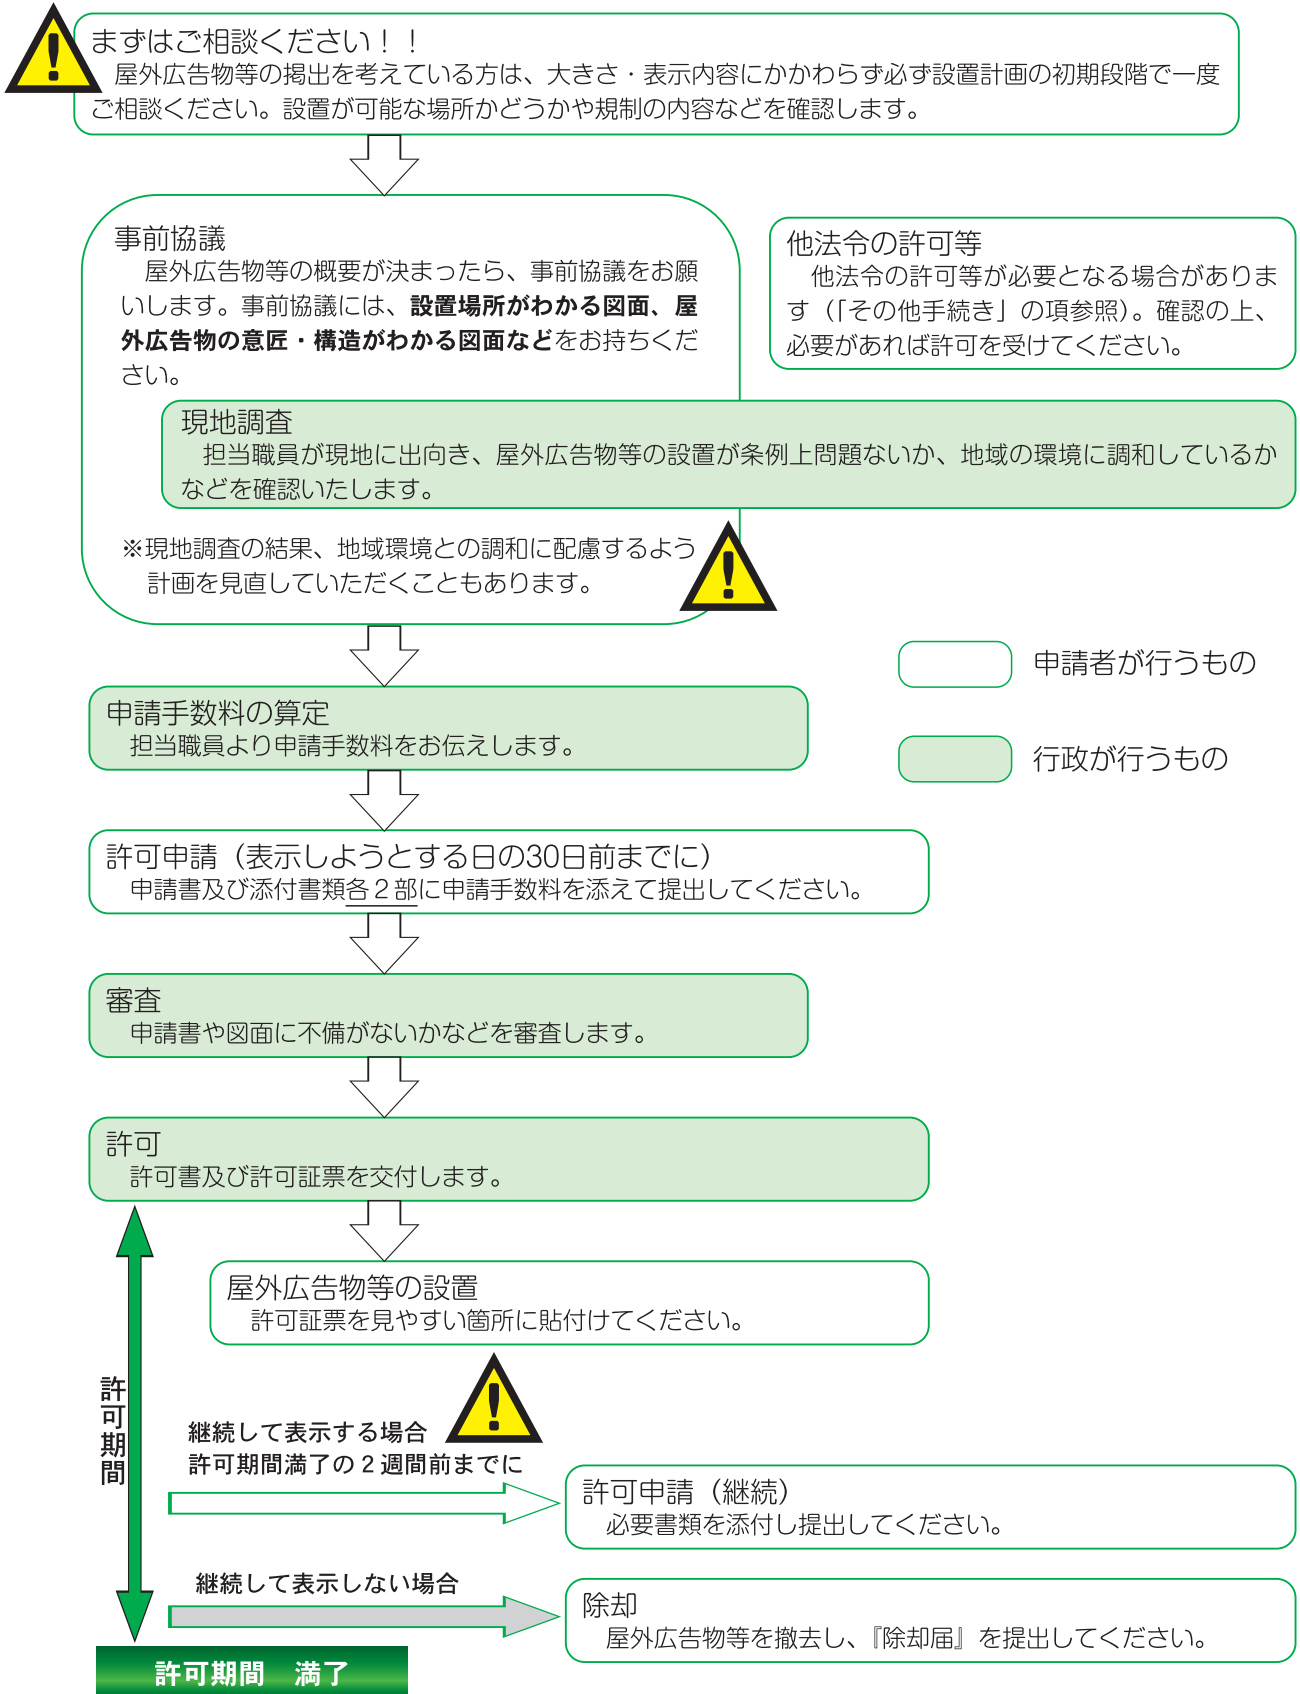 まずはご相談ください！！
屋外広告物等の掲出を考えている方は、大きさ・表示内容にかかわらず必ず設置計画の初期段階で一度
ご相談ください。設置が可能な場所かどうかや規制の内容などを確認します。
事前協議
屋外広告物等の概要が決まったら、事前協議をお願
いします。事前協議には、設置場所がわかる図面、屋
外広告物の意匠・構造がわかる図面などをお持ちくだ
さい。
他法令の許可等
他法令の許可等が必要となる場合がありま
す（「その他手続き」の項参照）。確認の上、
必要があれば許可を受けてください。
現地調査
担当職員が現地に出向き、屋外広告物等の設置が条例上問題ないか、地域の環境に調和しているか
などを確認いたします。
※現地調査の結果、地域環境との調和に配慮するよう
計画を見直していただくこともあります。
申請者が行うもの
行政が行うもの
申請手数料の算定
担当職員より申請手数料をお伝えします。
許可申請（表示しようとする日の30日前までに）
申請書及び添付書類各２部に申請手数料を添えて提出してください。
審査
申請書や図面に不備がないかなどを審査します。
許可
許可書及び許可証票を交付します。
屋外広告物等の設置
許可証票を見やすい箇所に貼付けてください。
許可期間
継続して表示する場合
許可期間満了の２週間前までに
許可申請（継続）
必要書類を添付し提出してください。
継続して表示しない場合
除却
屋外広告物等を撤去し、『除却届』を提出してください。
許可期間　満了